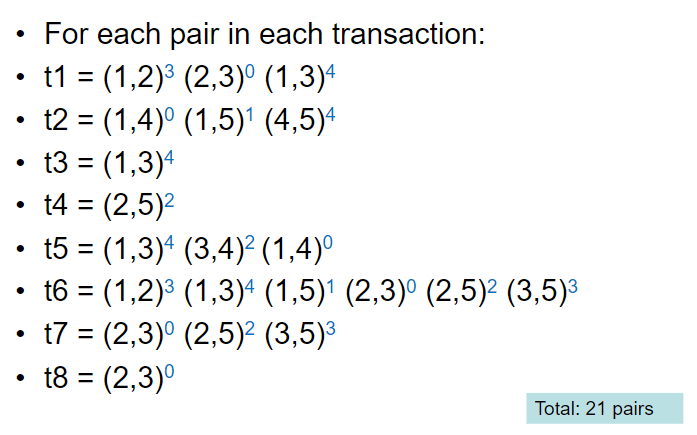 • For each pair in each transaction:
• t1 = (1,2)³ (2,3)⁰ (1,3)⁴
• t2 = (1,4)⁰ (1,5)¹ (4,5)⁴
• t3 = (1,3)⁴
• t4 = (2,5)²
• t5 = (1,3)⁴ (3,4)² (1,4)⁰
• t6 = (1,2)³ (1,3)⁴ (1,5)¹ (2,3)⁰ (2,5)² (3,5)³
• t7 = (2,3)⁰ (2,5)² (3,5)³
• t8 = (2,3)⁰
Total: 21 pairs